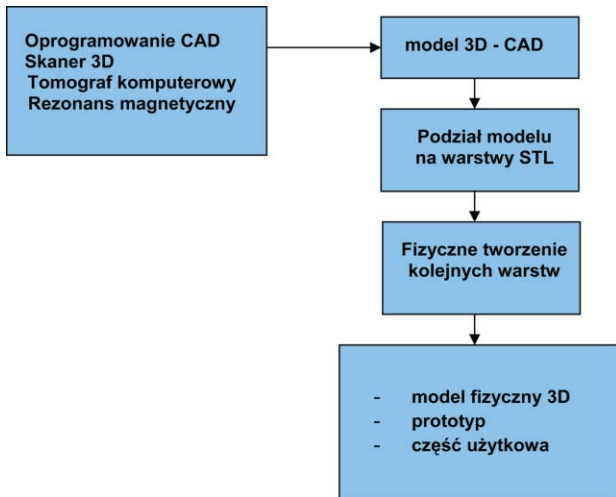 Oprogramowanie CAD
Skaner 3D
Tomograf komputerowy
Rezonans magnetyczny
model 3D - CAD
Podział modelu
na warstwy STL
Fizyczne tworzenie
kolejnych warstw
- model fizyczny 3D
- prototyp
- część użytkowa